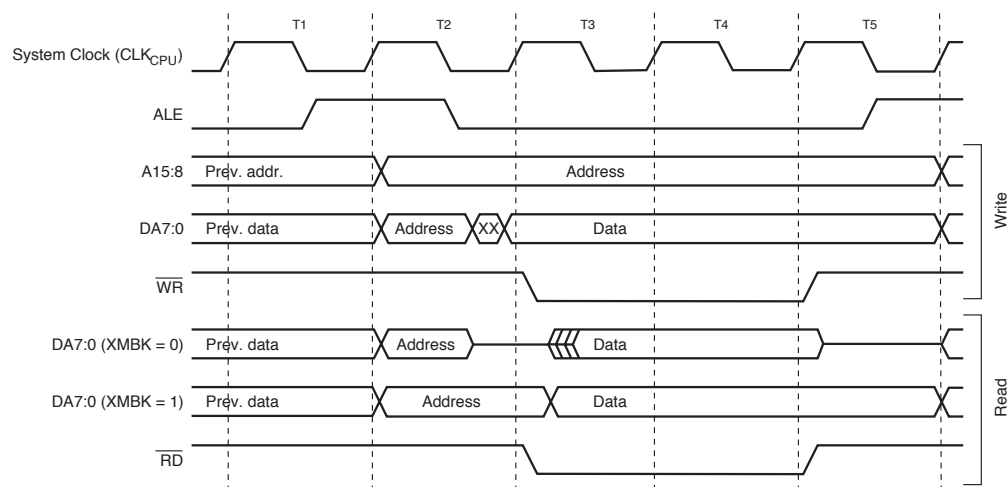 T1 T2 T3 T4 T5
System Clock (CLKCPU)
ALE
A15:8 Prev. addr. Address
DA7:0 Prev. data Address XX Data
WR
Write
DA7:0 (XMBK = 0) Prev. data Address Data
DA7:0 (XMBK = 1) Prev. data Address Data
RD
Read